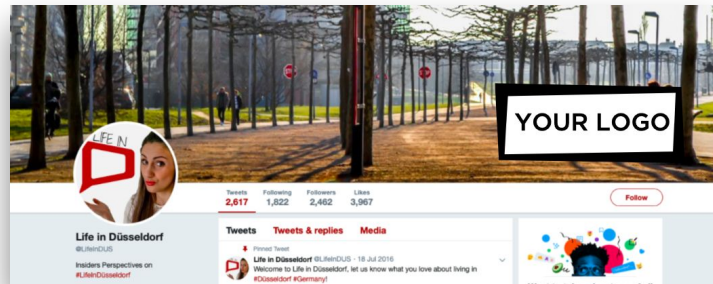 YOUR LOGO
LIFE IN
Tweets Following Followers Likes
2,617 1,822 2,462 3,967
Follow
Life in Düsseldorf
@LifeinDUS
Insiders Perspectives on
#LifeinDüsseldorf
Tweets Tweets & replies Media
Pinned Tweet
Life in Düsseldorf @LifeinDUS · 18 Jul 2016
Welcome to Life in Düsseldorf, let us know what you love about living in
#Düsseldorf #Germany!